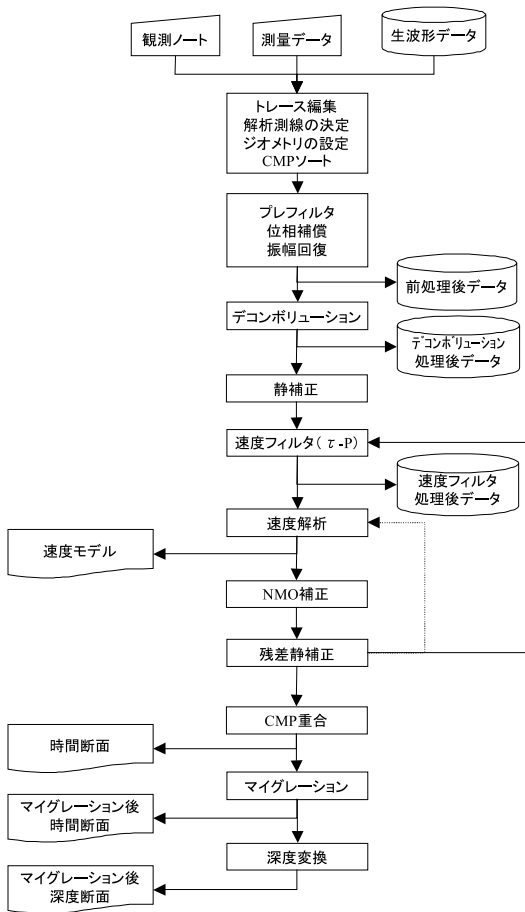 観測ノート
測量データ
生波形データ
トレース編集
解析測線の決定
ジオメトリの設定
CMPソート
プレフィルタ
位相補償
振幅回復
前処理後データ
デコンボリューション
デコンボリューション
処理後データ
静補正
速度フィルタ(τ-P)
速度フィルタ
処理後データ
速度解析
速度モデル
NMO補正
残差静補正
CMP重合
時間断面
マイグレーション
マイグレーション後
時間断面
深度変換
マイグレーション後
深度断面